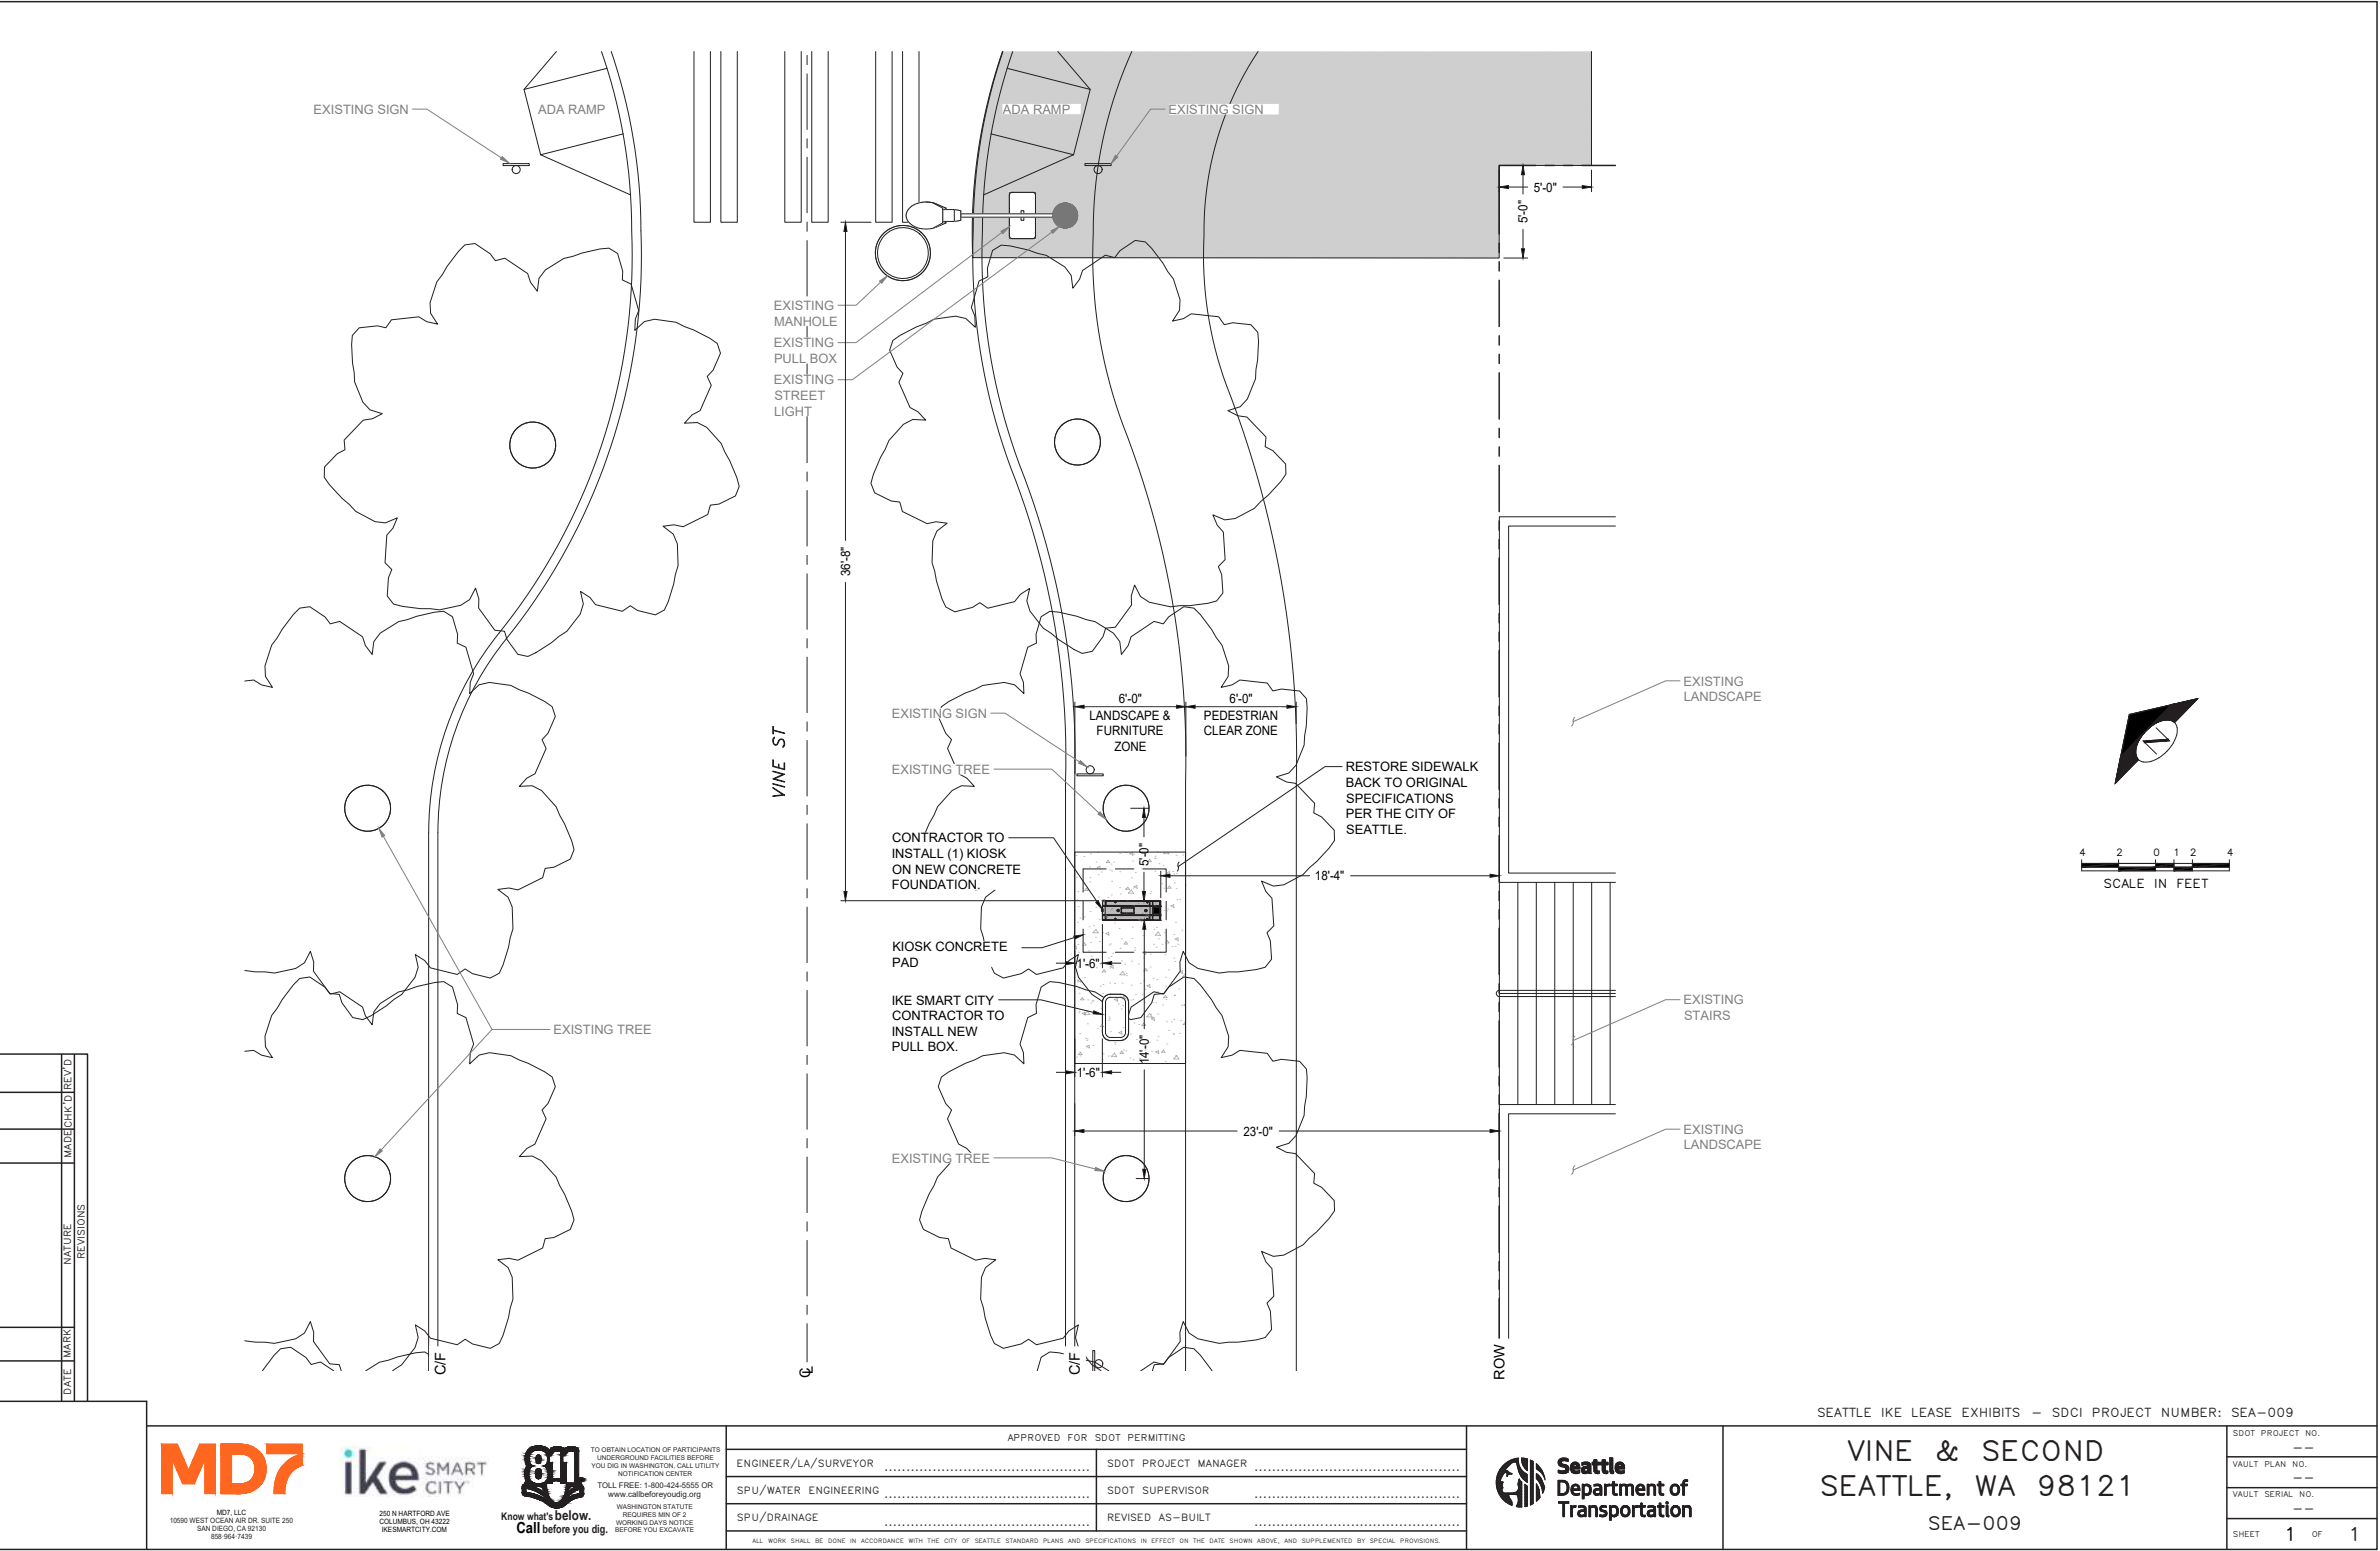 EXISTING SIGN
ADA RAMP
ADA RAMP
EXISTING SIGN
5'-0"
5'-0"
EXISTING
MANHOLE
EXISTING
PULL BOX
EXISTING
STREET
LIGHT
36'-8"
VINE ST
EXISTING SIGN
6'-0"
LANDSCAPE &
FURNITURE
ZONE
6'-0"
PEDESTRIAN
CLEAR ZONE
EXISTING TREE
RESTORE SIDEWALK
BACK TO ORIGINAL
SPECIFICATIONS
PER THE CITY OF
SEATTLE.
CONTRACTOR TO
INSTALL (1) KIOSK
ON NEW CONCRETE
FOUNDATION.
5'-0"
18'-4"
KIOSK CONCRETE
PAD
1'-6"
IKE SMART CITY
CONTRACTOR TO
INSTALL NEW
PULL BOX.
14'-0"
1'-6"
23'-0"
EXISTING TREE
EXISTING TREE
EXISTING
LANDSCAPE
EXISTING
STAIRS
EXISTING
LANDSCAPE
N
4 2 0 1 2 4
SCALE IN FEET
C/F
C/F
ROW
REV'D
CHK'D
MADE
NATURE
REVISIONS
MARK
DATE
SEATTLE IKE LEASE EXHIBITS – SDCI PROJECT NUMBER: SEA–009
MD7
MD7, LLC
10590 WEST OCEAN AIR DR. SUITE 250
SAN DIEGO, CA 92130
858·964·7439
ike SMART CITY
250 N HARTFORD AVE
COLUMBUS, OH 43222
IKESMARTCITY.COM
811
Know what's below.
Call before you dig.
TO OBTAIN LOCATION OF PARTICIPANTS
UNDERGROUND FACILITIES BEFORE
YOU DIG IN WASHINGTON, CALL UTILITY
NOTIFICATION CENTER
TOLL FREE: 1-800-424-5555 OR
www.callbeforeyoudig.org
WASHINGTON STATUTE
REQUIRES MIN OF 2
WORKING DAYS NOTICE
BEFORE YOU EXCAVATE
APPROVED FOR SDOT PERMITTING
ENGINEER/LA/SURVEYOR
SDOT PROJECT MANAGER
SPU/WATER ENGINEERING
SDOT SUPERVISOR
SPU/DRAINAGE
REVISED AS–BUILT
ALL WORK SHALL BE DONE IN ACCORDANCE WITH THE CITY OF SEATTLE STANDARD PLANS AND SPECIFICATIONS IN EFFECT ON THE DATE SHOWN ABOVE, AND SUPPLEMENTED BY SPECIAL PROVISIONS.
Seattle
Department of
Transportation
VINE & SECOND
SEATTLE, WA 98121
SEA–009
SDOT PROJECT NO.
––
VAULT PLAN NO.
––
VAULT SERIAL NO.
––
SHEET 1 OF 1